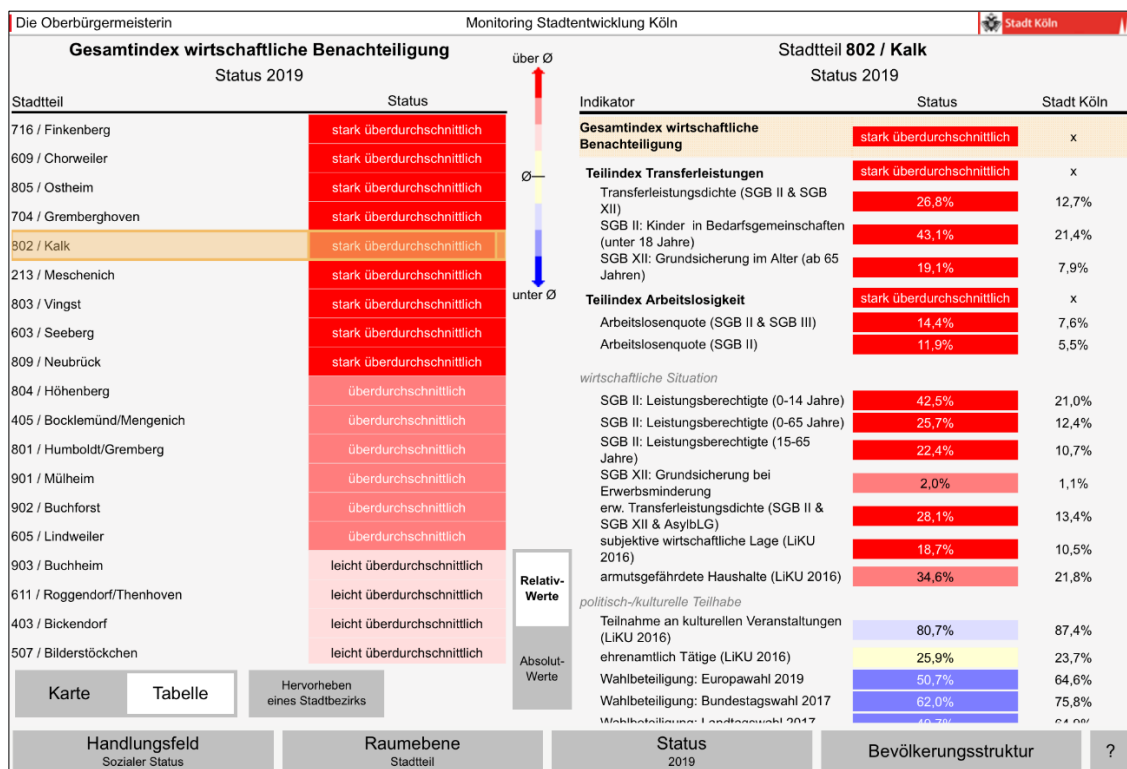 Die Oberbürgermeisterin
Monitoring Stadtentwicklung Köln
Stadt Köln
Gesamtindex wirtschaftliche Benachteiligung
Status 2019
Stadtteil Status
716 / Finkenberg stark überdurchschnittlich
609 / Chorweiler stark überdurchschnittlich
805 / Ostheim stark überdurchschnittlich
704 / Gremberghoven stark überdurchschnittlich
802 / Kalk stark überdurchschnittlich
213 / Meschenich stark überdurchschnittlich
803 / Vingst stark überdurchschnittlich
603 / Seeberg stark überdurchschnittlich
809 / Neubrück stark überdurchschnittlich
804 / Höhenberg überdurchschnittlich
405 / Bocklemünd/Mengenich überdurchschnittlich
801 / Humboldt/Gremberg überdurchschnittlich
901 / Mülheim überdurchschnittlich
902 / Buchforst überdurchschnittlich
605 / Lindweiler überdurchschnittlich
903 / Buchheim leicht überdurchschnittlich
611 / Roggendorf/Thenhoven leicht überdurchschnittlich
403 / Bickendorf leicht überdurchschnittlich
507 / Bilderstöckchen leicht überdurchschnittlich
über Ø
Ø
unter Ø
Relativ-
Werte
Absolut-
Werte
Karte
Tabelle
Hervorheben
eines Stadtbezirks
Stadtteil 802 / Kalk
Status 2019
Indikator Status Stadt Köln
Gesamtindex wirtschaftliche
Benachteiligung stark überdurchschnittlich x
Teilindex Transferleistungen stark überdurchschnittlich x
Transferleistungsdichte (SGB II & SGB
XII) 26,8% 12,7%
SGB II: Kinder in Bedarfsgemeinschaften
(unter 18 Jahre) 43,1% 21,4%
SGB XII: Grundsicherung im Alter (ab 65
Jahren) 19,1% 7,9%
Teilindex Arbeitslosigkeit stark überdurchschnittlich x
Arbeitslosenquote (SGB II & SGB III) 14,4% 7,6%
Arbeitslosenquote (SGB II) 11,9% 5,5%
wirtschaftliche Situation
SGB II: Leistungsberechtigte (0-14 Jahre) 42,5% 21,0%
SGB II: Leistungsberechtigte (0-65 Jahre) 25,7% 12,4%
SGB II: Leistungsberechtigte (15-65
Jahre) 22,4% 10,7%
SGB XII: Grundsicherung bei
Erwerbsminderung 2,0% 1,1%
erw. Transferleistungsdichte (SGB II &
SGB XII & AsylbLG) 28,1% 13,4%
subjektive wirtschaftliche Lage (LiKU
2016) 18,7% 10,5%
armutsgefährdete Haushalte (LiKU 2016) 34,6% 21,8%
politisch-/kulturelle Teilhabe
Teilnahme an kulturellen Veranstaltungen
(LiKU 2016) 80,7% 87,4%
ehrenamtlich Tätige (LiKU 2016) 25,9% 23,7%
Wahlbeteiligung: Europawahl 2019 50,7% 64,6%
Wahlbeteiligung: Bundestagswahl 2017 62,0% 75,8%
Wahlbeteiligung: Landtagswahl 2017
Handlungsfeld
Sozialer Status
Raumebene
Stadtteil
Status
2019
Bevölkerungsstruktur
?